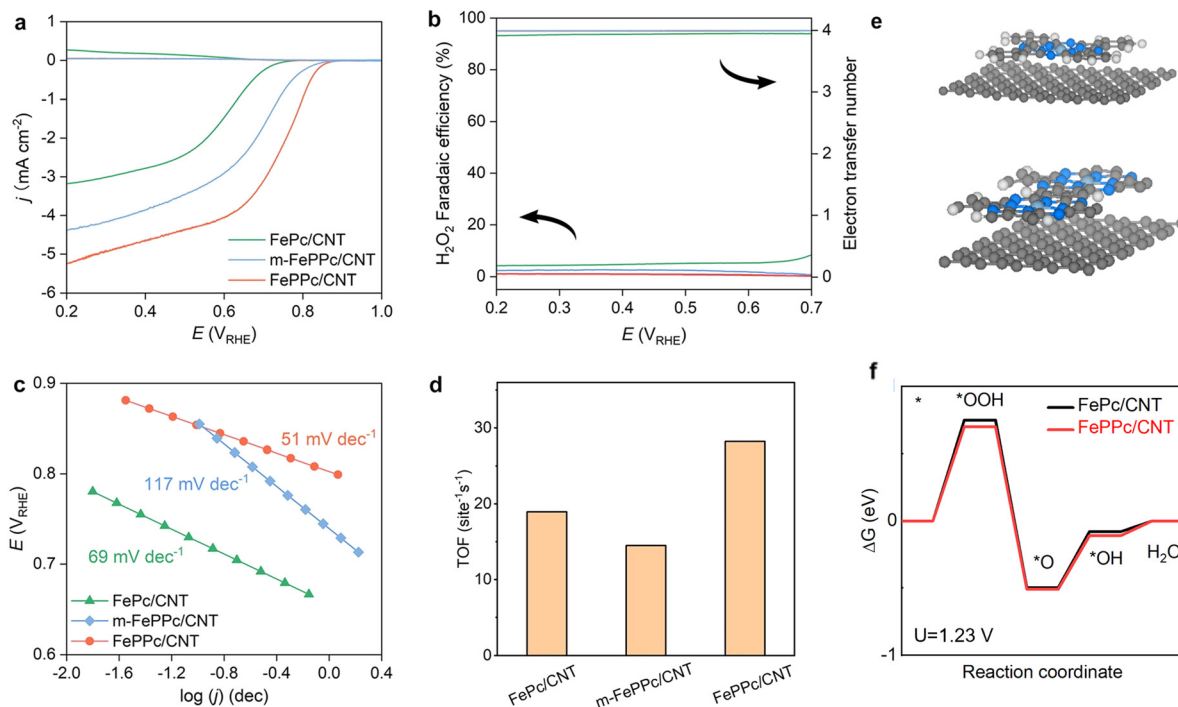 a
1
0
-1
-2
-3
-4
-5
-6
j (mA cm⁻²)
0.2
0.4
0.6
0.8
1.0
E (V_RHE)
FePc/CNT
m-FePPc/CNT
FePPc/CNT
b
100
80
60
40
20
0
H₂O₂ Faradaic efficiency (%)
4
3
2
1
0
Electron transfer number
0.2
0.3
0.4
0.5
0.6
0.7
E (V_RHE)
e
c
0.9
0.8
0.7
0.6
E (V_RHE)
51 mV dec⁻¹
117 mV dec⁻¹
69 mV dec⁻¹
FePc/CNT
m-FePPc/CNT
FePPc/CNT
-2.0
-1.6
-1.2
-0.8
-0.4
0.0
0.4
log (j) (dec)
d
30
20
10
0
TOF (site⁻¹s⁻¹)
FePc/CNT
m-FePPc/CNT
FePPc/CNT
f
*
*OOH
FePc/CNT
FePPc/CNT
0
ΔG (eV)
*O
*OH
H₂O
U=1.23 V
-1
Reaction coordinate